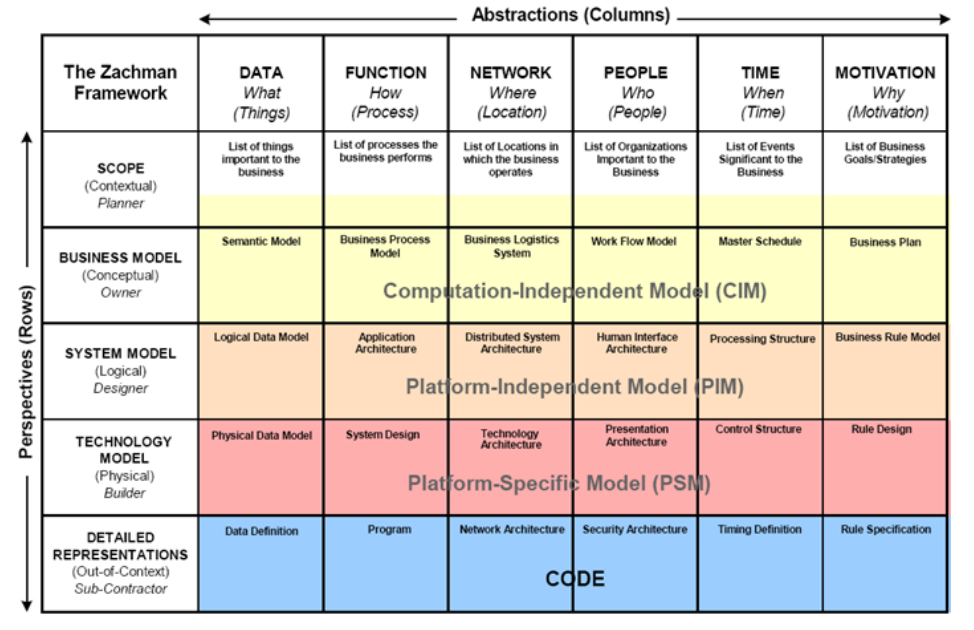 Abstractions (Columns)
Perspectives (Rows)
The Zachman
Framework
DATA
What
(Things)
FUNCTION
How
(Process)
NETWORK
Where
(Location)
PEOPLE
Who
(People)
TIME
When
(Time)
MOTIVATION
Why
(Motivation)
SCOPE
(Contextual)
Planner
List of things
important to the
business
List of processes the
business performs
List of Locations in
which the business
operates
List of Organizations
Important to the
Business
List of Events
Significant to the
Business
List of Business
Goals/Strategies
BUSINESS MODEL
(Conceptual)
Owner
Semantic Model
Business Process
Model
Business Logistics
System
Work Flow Model
Master Schedule
Business Plan
Computation-Independent Model (CIM)
SYSTEM MODEL
(Logical)
Designer
Logical Data Model
Application
Architecture
Distributed System
Architecture
Human Interface
Architecture
Processing Structure
Business Rule Model
Platform-Independent Model (PIM)
TECHNOLOGY
MODEL
(Physical)
Builder
Physical Data Model
System Design
Technology
Architecture
Presentation
Architecture
Control Structure
Rule Design
Platform-Specific Model (PSM)
DETAILED
REPRESENTATIONS
(Out-of-Context)
Sub-Contractor
Data Definition
Program
Network Architecture
Security Architecture
Timing Definition
Rule Specification
CODE